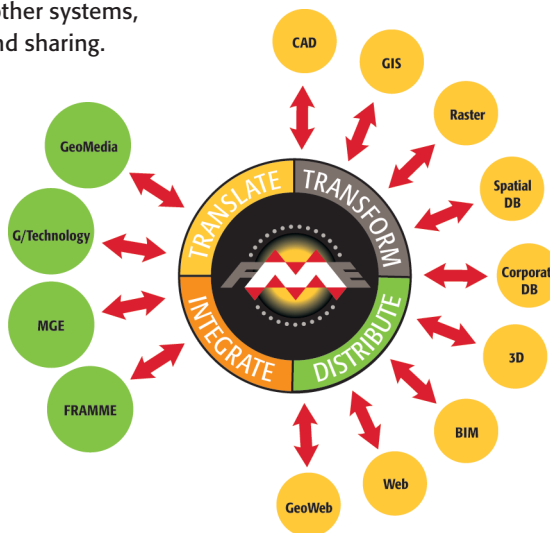 other systems,
nd sharing.
CAD
GIS
Raster
Spatial
DB
Corporat
DB
3D
BIM
Web
GeoWeb
GeoMedia
G/Technology
MGE
FRAMME
TRANSLATE
TRANSFORM
DISTRIBUTE
INTEGRATE
FME